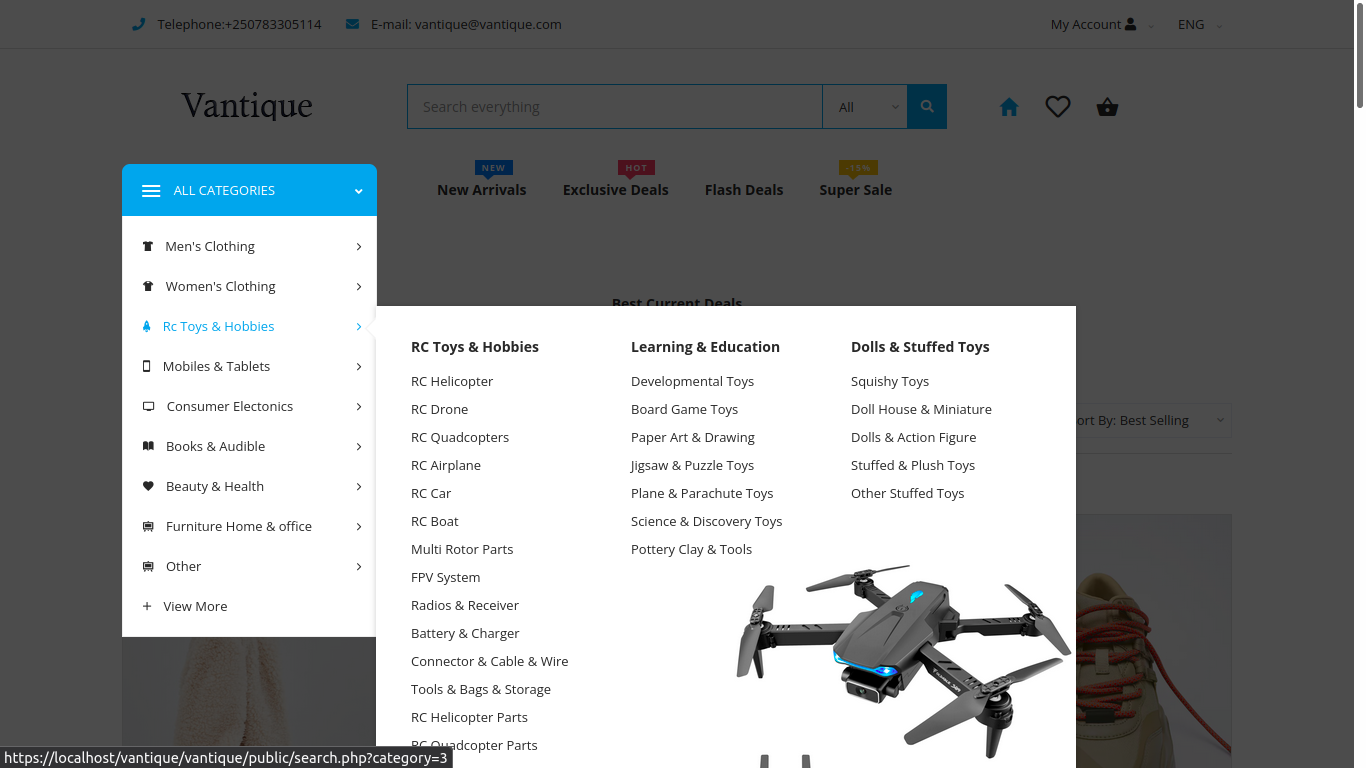 Telephone:+250783305114
E-mail: vantique@vantique.com
My Account
ENG
Vantique
Search everything
All
NEW
HOT
-15%
New Arrivals
Exclusive Deals
Flash Deals
Super Sale
ALL CATEGORIES
Men's Clothing
Women's Clothing
Rc Toys & Hobbies
Mobiles & Tablets
Consumer Electonics
Books & Audible
Beauty & Health
Furniture Home & office
Other
View More
Best Current Deals
ort By: Best Selling
RC Toys & Hobbies
RC Helicopter
RC Drone
RC Quadcopters
RC Airplane
RC Car
RC Boat
Multi Rotor Parts
FPV System
Radios & Receiver
Battery & Charger
Connector & Cable & Wire
Tools & Bags & Storage
RC Helicopter Parts
RC Quadcopter Parts
Learning & Education
Developmental Toys
Board Game Toys
Paper Art & Drawing
Jigsaw & Puzzle Toys
Plane & Parachute Toys
Science & Discovery Toys
Pottery Clay & Tools
Dolls & Stuffed Toys
Squishy Toys
Doll House & Miniature
Dolls & Action Figure
Stuffed & Plush Toys
Other Stuffed Toys
https://localhost/vantique/vantique/public/search.php?category=3